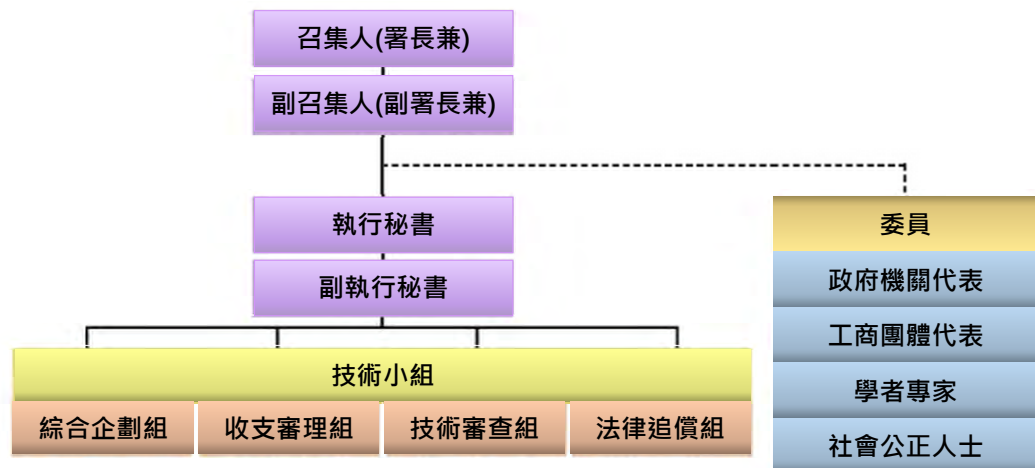 召集人(署長兼)
副召集人(副署長兼)
執行秘書
副執行秘書
技術小組
綜合企劃組
收支審理組
技術審查組
法律追償組
委員
政府機關代表
工商團體代表
學者專家
社會公正人士